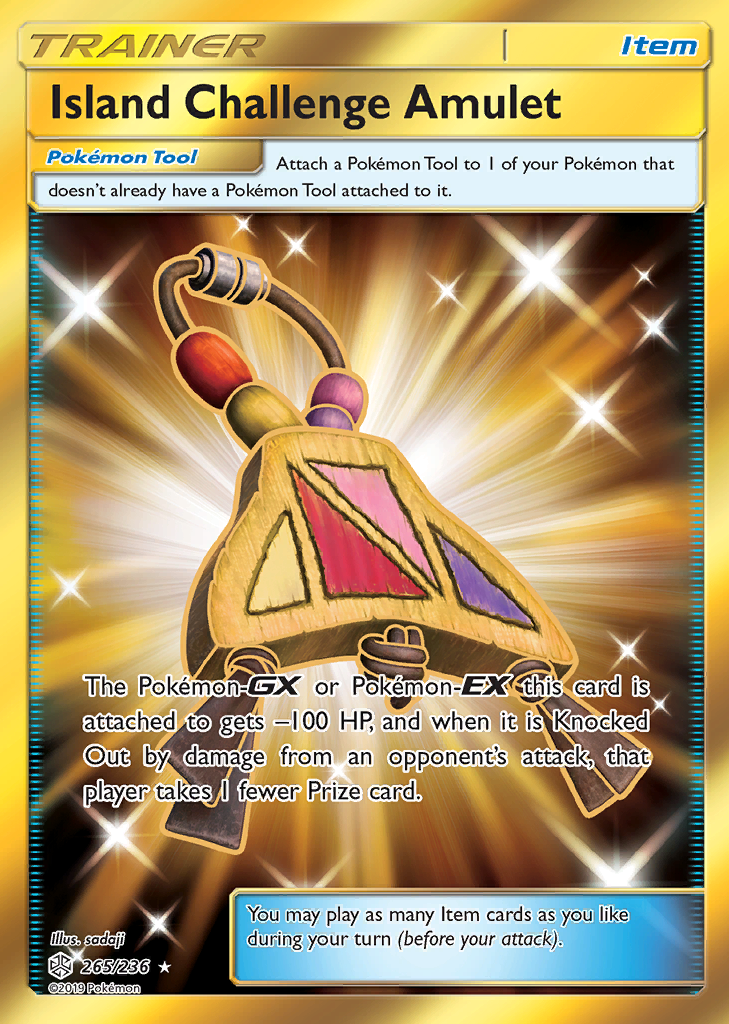 TRAINER
Item
Island Challenge Amulet
Pokémon Tool
Attach a Pokémon Tool to 1 of your Pokémon that
doesn't already have a Pokémon Tool attached to it.
The Pokémon-GX or Pokémon-EX this card is
attached to gets –100 HP, and when it is Knocked
Out by damage from an opponent's attack, that
player takes 1 fewer Prize card.
You may play as many Item cards as you like
during your turn (before your attack).
Illus. sadaji
265/236 ★
©2019 Pokémon